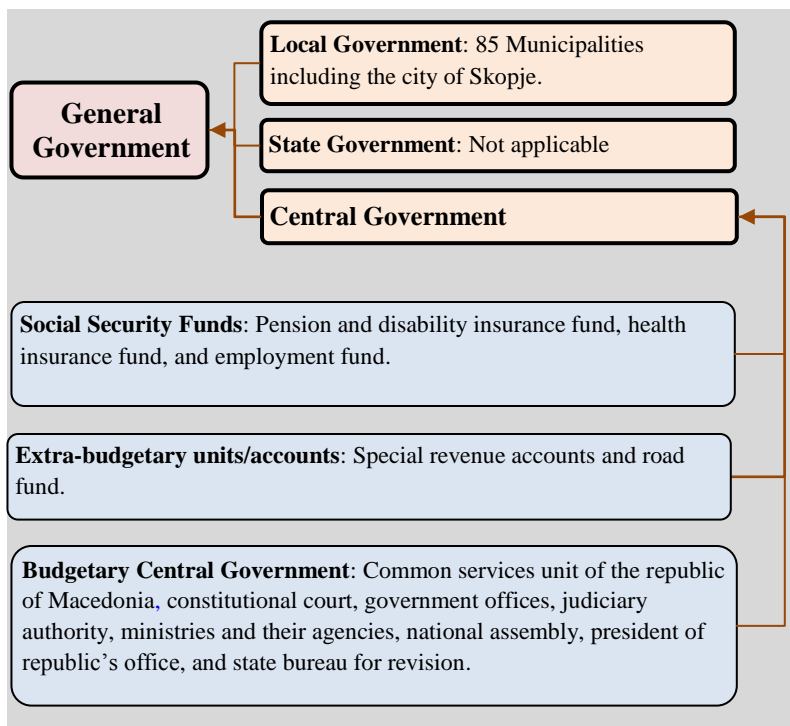 General
Government
Local Government: 85 Municipalities
including the city of Skopje.
State Government: Not applicable
Central Government
Social Security Funds: Pension and disability insurance fund, health
insurance fund, and employment fund.
Extra-budgetary units/accounts: Special revenue accounts and road
fund.
Budgetary Central Government: Common services unit of the republic
of Macedonia, constitutional court, government offices, judiciary
authority, ministries and their agencies, national assembly, president of
republic’s office, and state bureau for revision.